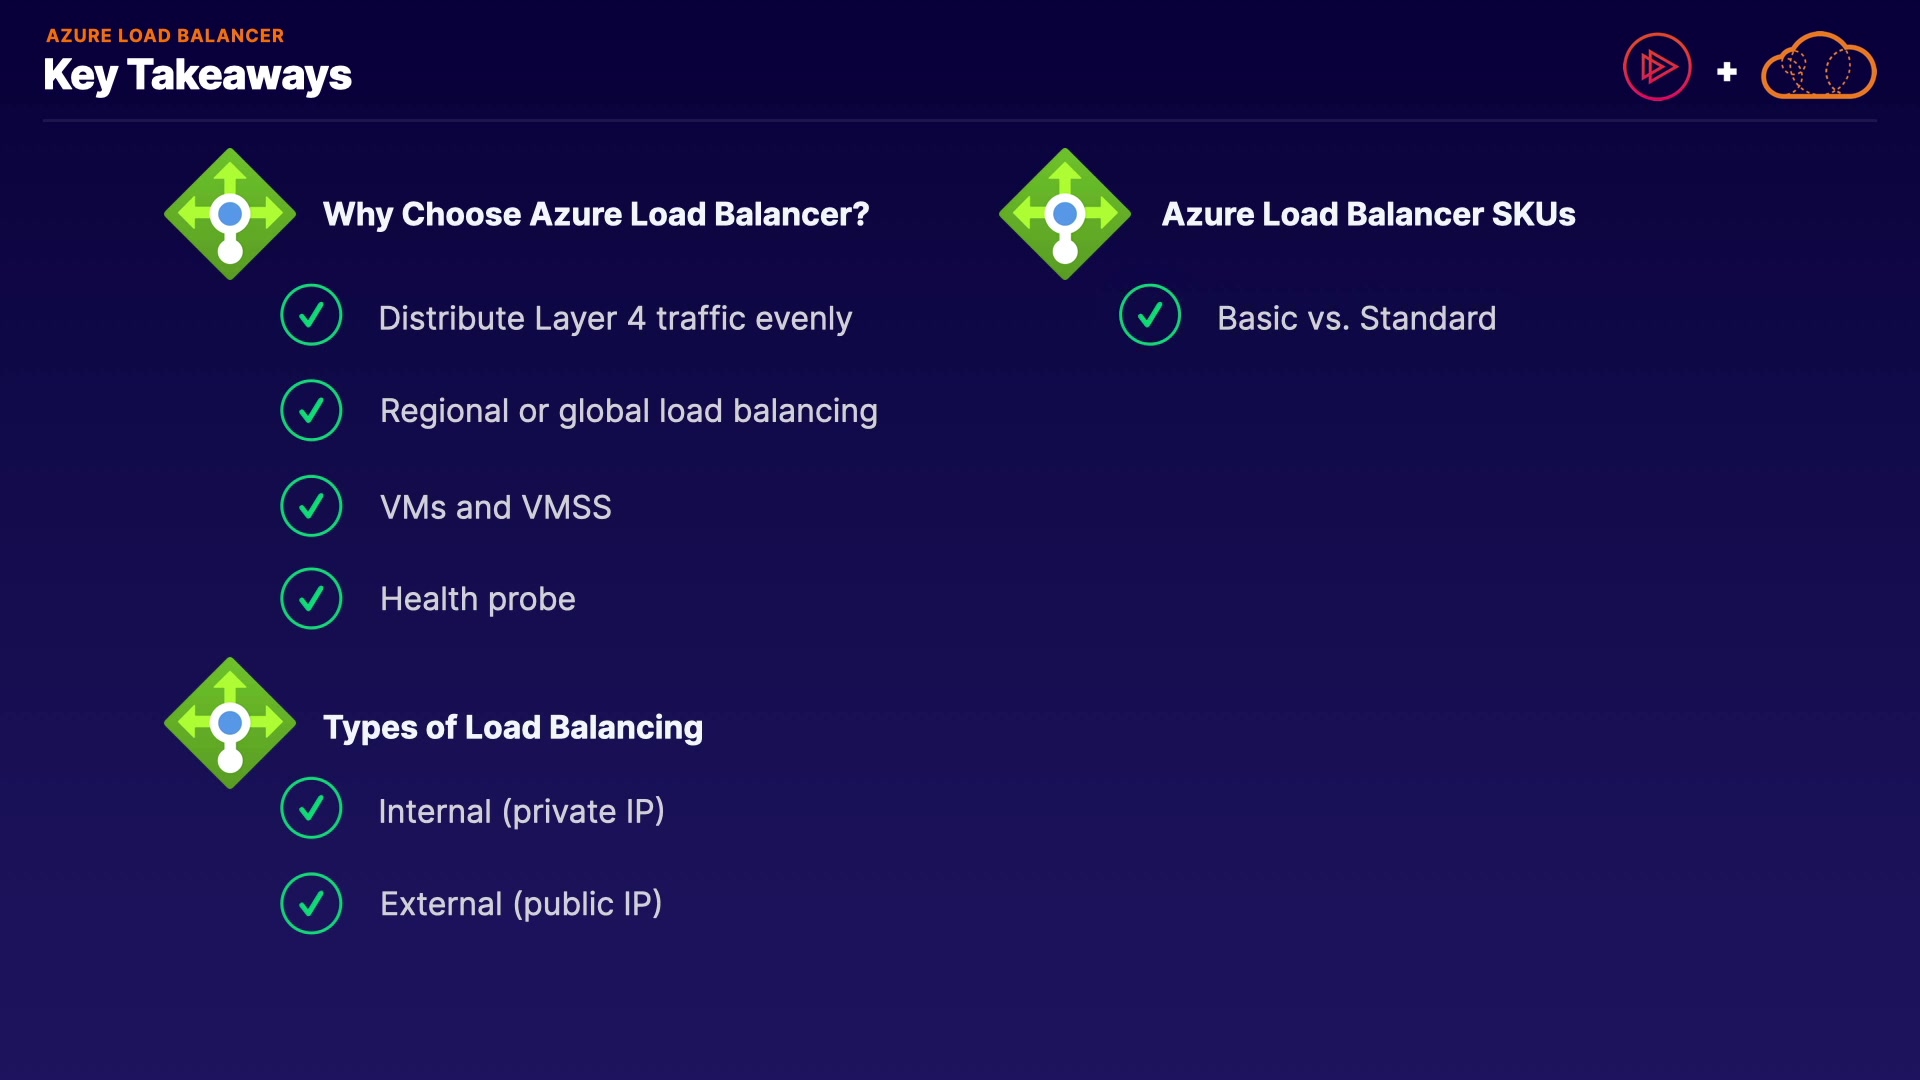 AZURE LOAD BALANCER
Key Takeaways
+
Why Choose Azure Load Balancer?
Distribute Layer 4 traffic evenly
Regional or global load balancing
VMs and VMSS
Health probe
Types of Load Balancing
Internal (private IP)
External (public IP)
Azure Load Balancer SKUs
Basic vs. Standard